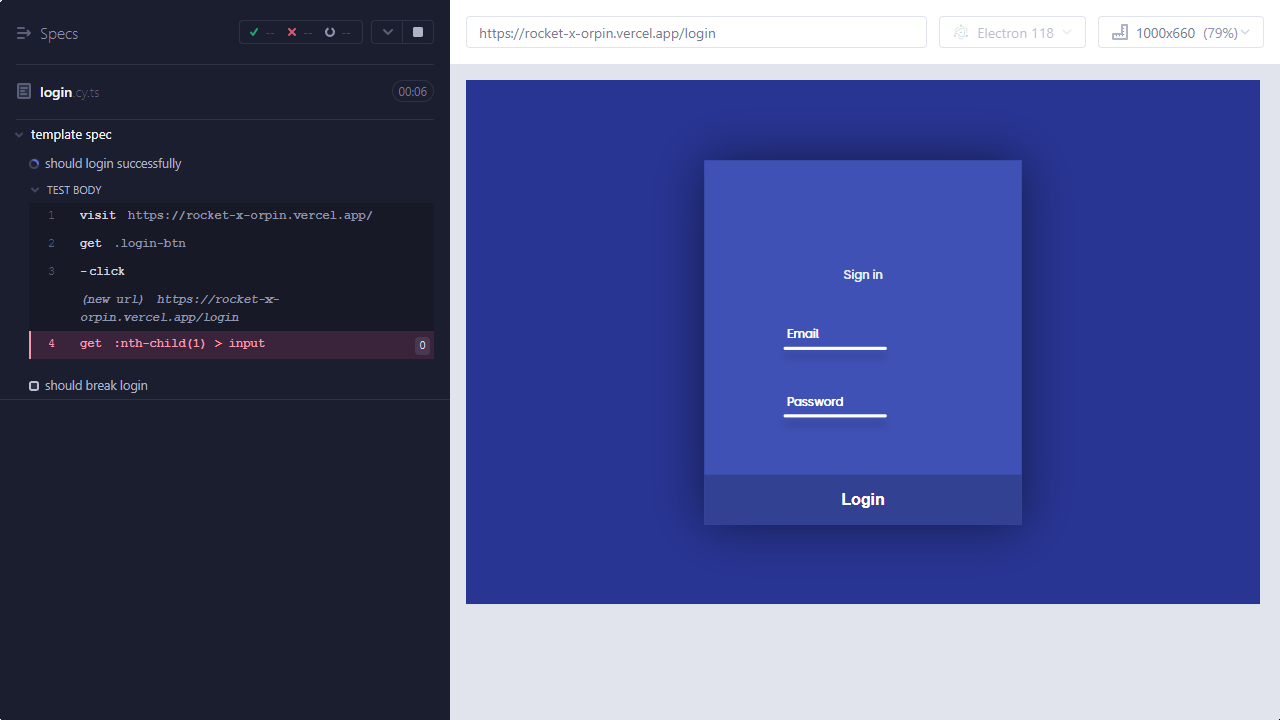 Specs -- -- --
login.cy.ts 00:06
template spec
should login successfully
TEST BODY
1 visit https://rocket-x-orpin.vercel.app/
2 get .login-btn
3 -click
(new url) https://rocket-x-
orpin.vercel.app/login
4 get :nth-child(1) > input 0
should break login
https://rocket-x-orpin.vercel.app/login Electron 118 1000x660 (79%)
Sign in
Email
Password
Login